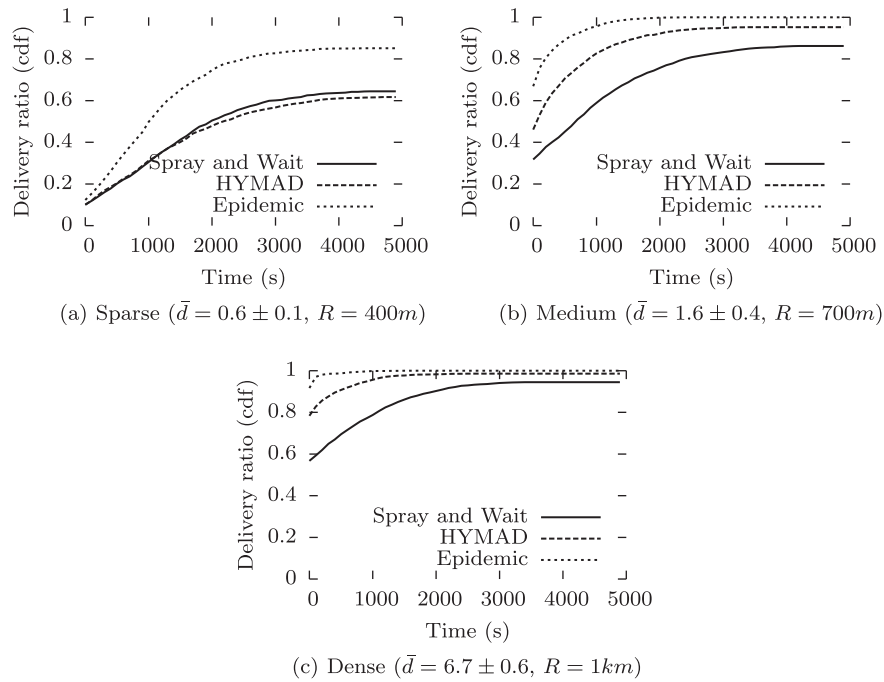 Delivery ratio (cdf)
1
0.8
0.6
0.4
0.2
0
Spray and Wait
HYMAD
Epidemic
0 1000 2000 3000 4000 5000
Time (s)
(a) Sparse (d̄ = 0.6 ± 0.1, R = 400m)
Delivery ratio (cdf)
1
0.8
0.6
0.4
0.2
0
Spray and Wait
HYMAD
Epidemic
0 1000 2000 3000 4000 5000
Time (s)
(b) Medium (d̄ = 1.6 ± 0.4, R = 700m)
Delivery ratio (cdf)
1
0.8
0.6
0.4
0.2
0
Spray and Wait
HYMAD
Epidemic
0 1000 2000 3000 4000 5000
Time (s)
(c) Dense (d̄ = 6.7 ± 0.6, R = 1km)